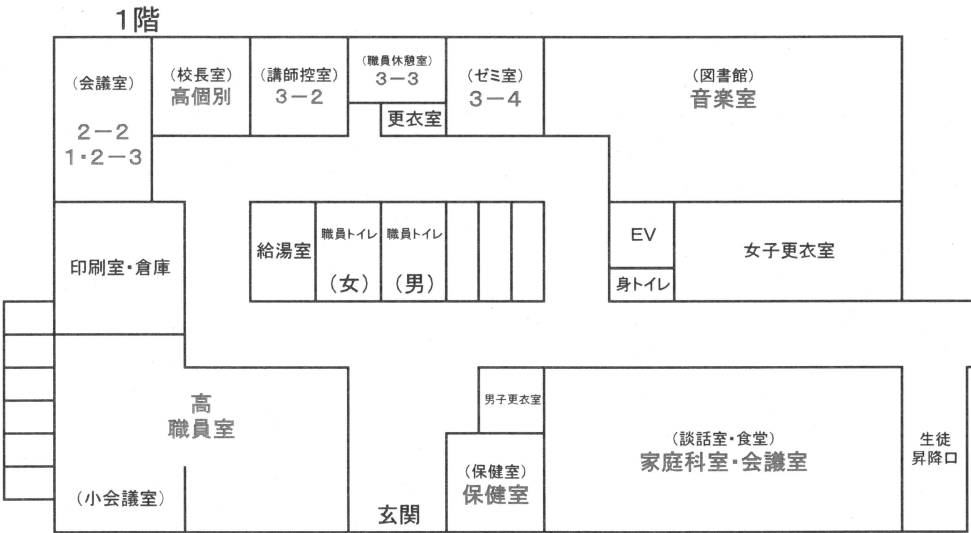 1階
（会議室）
2－2
1・2－3
（校長室）
高個別
（講師控室）
3－2
（職員休憩室）
3－3
更衣室
（ゼミ室）
3－4
（図書館）
音楽室
印刷室・倉庫
給湯室
職員トイレ
（女）
職員トイレ
（男）
EV
身トイレ
女子更衣室
高
職員室
（小会議室）
玄関
男子更衣室
（保健室）
保健室
（談話室・食堂）
家庭科室・会議室
生徒
昇降口